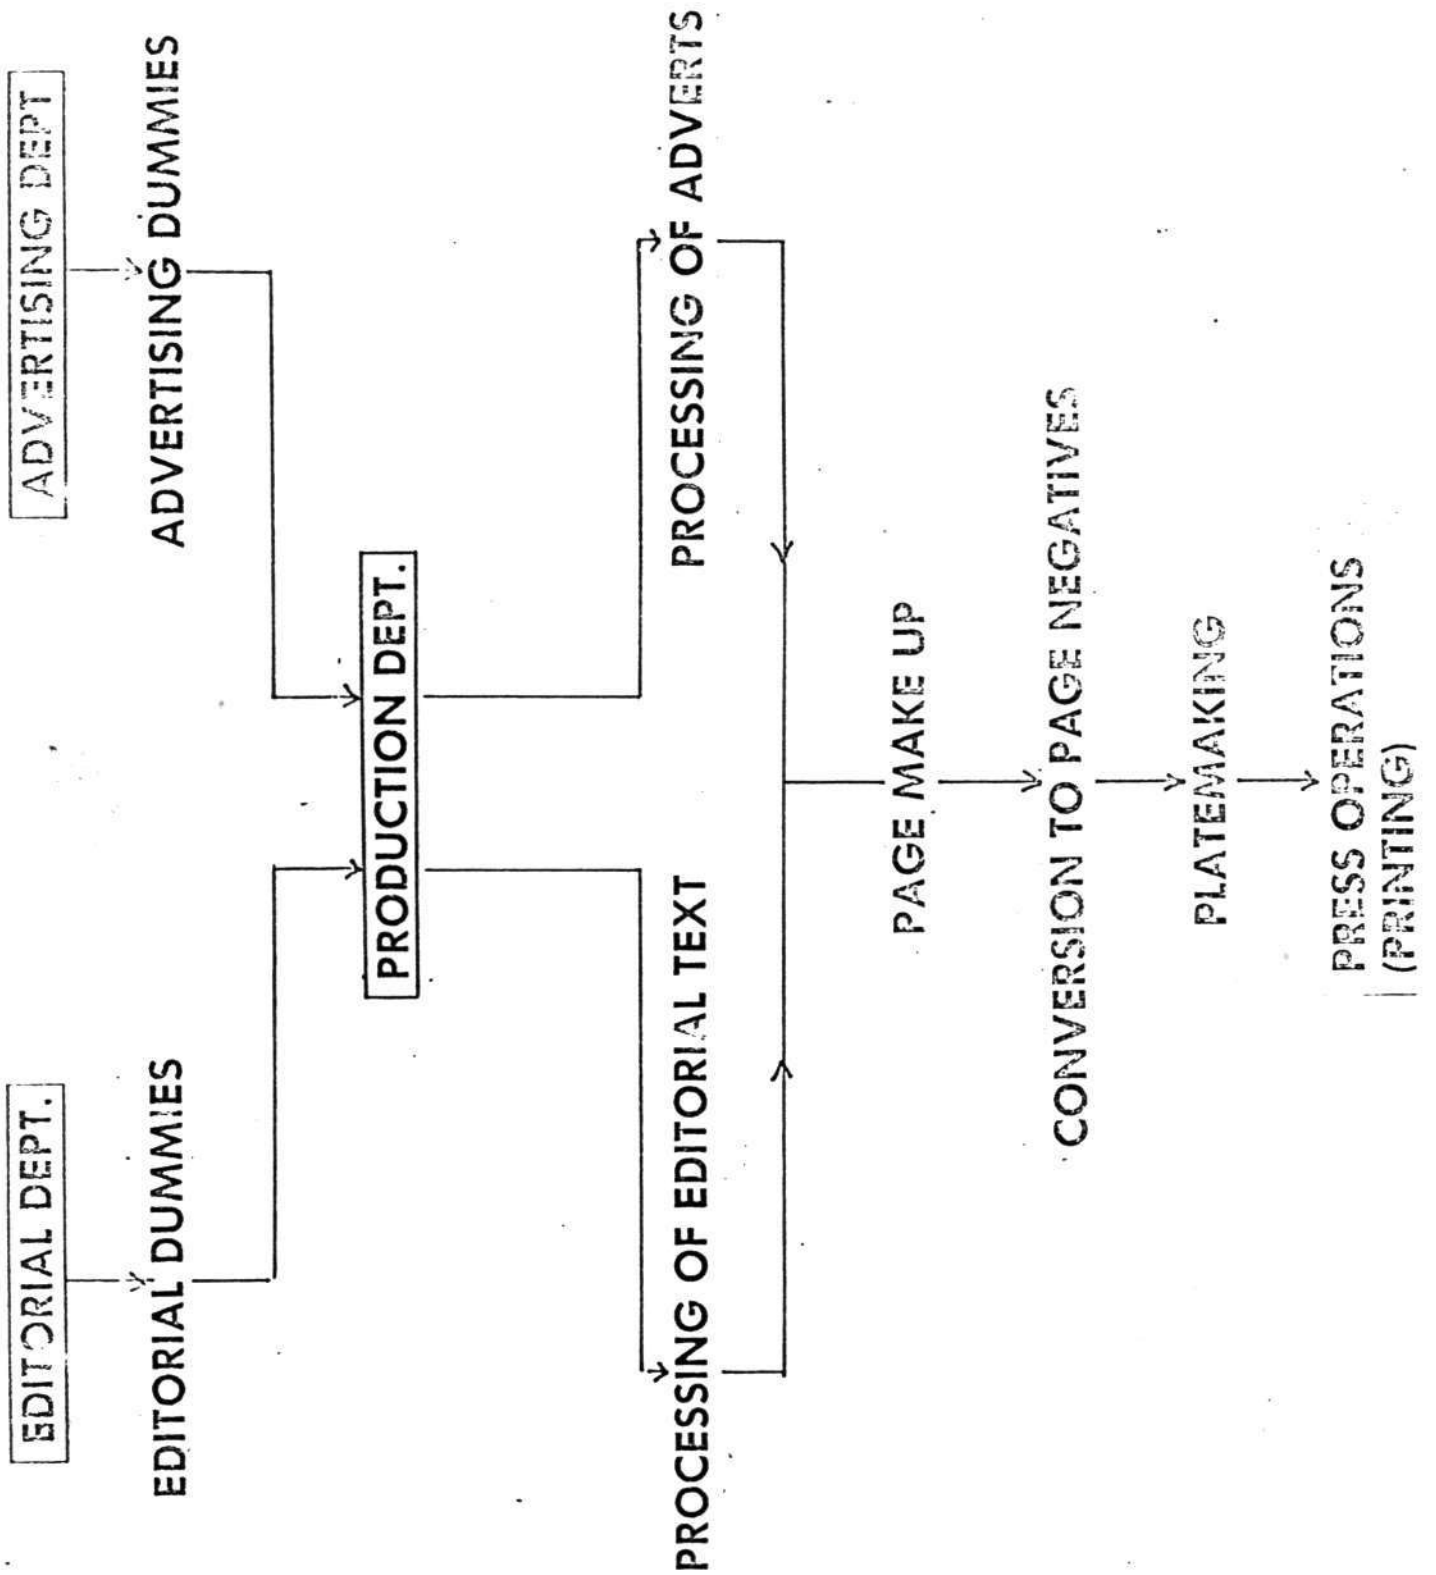 EDITORIAL DEPT.
ADVERTISING DEPT
EDITORIAL DUMMIES
ADVERTISING DUMMIES
PRODUCTION DEPT.
PROCESSING OF EDITORIAL TEXT
PROCESSING OF ADVERTS
PAGE MAKE UP
CONVERSION TO PAGE NEGATIVES
PLATEMAKING
PRESS OPERATIONS
(PRINTING)